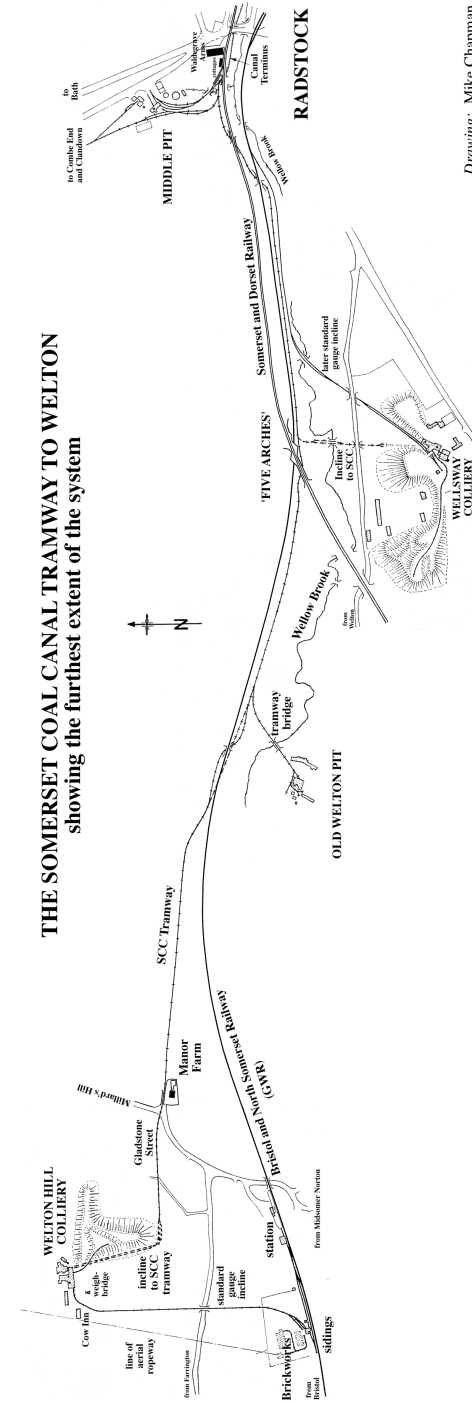 THE SOMERSET COAL CANAL TRAMWAY TO WELTON
showing the furthest extent of the system
N
WELTON HILL
COLLIERY
weigh-
bridge
Cow Inn
incline
to SCC
tramway
line of
aerial
ropeway
standard
gauge
incline
from Farrington
Brickworks
from
Bristol
sidings
station
from Midsomer Norton
Gladstone
Street
Millard's Hill
Manor
Farm
Bristol and North Somerset Railway
(GWR)
SCC Tramway
OLD WELTON PIT
tramway
bridge
Wellow Brook
from
Welton
'FIVE ARCHES'
Incline
to SCC
WELLSWAY
COLLIERY
later standard
gauge incline
Somerset and Dorset Railway
Wellow Brook
MIDDLE PIT
to Combe End
and Clandown
to
Bath
Waldegrave
Arms
cottages
Canal
Terminus
RADSTOCK
Drawing: Mike Chapman